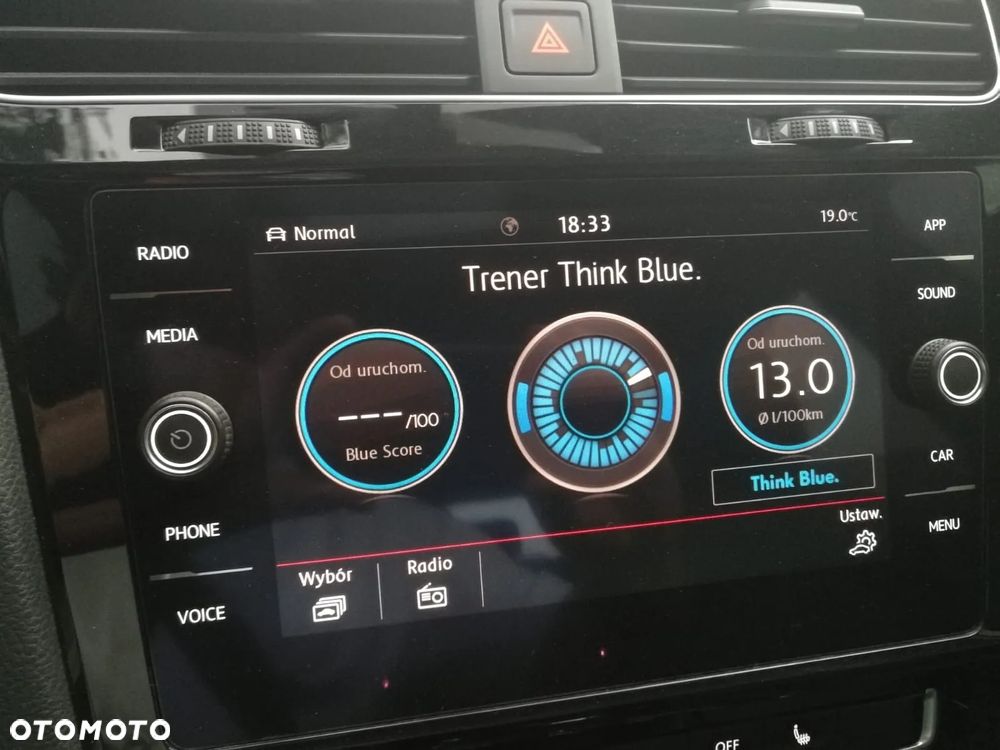 RADIO
MEDIA
PHONE
VOICE
Normal
18:33
19.0°C
Trener Think Blue.
Od uruchom.
---/100
Blue Score
Od uruchom.
13.0
Ø l/100km
Think Blue.
Wybór
Radio
Ustaw.
APP
SOUND
CAR
MENU
OFF
OTOMOTO